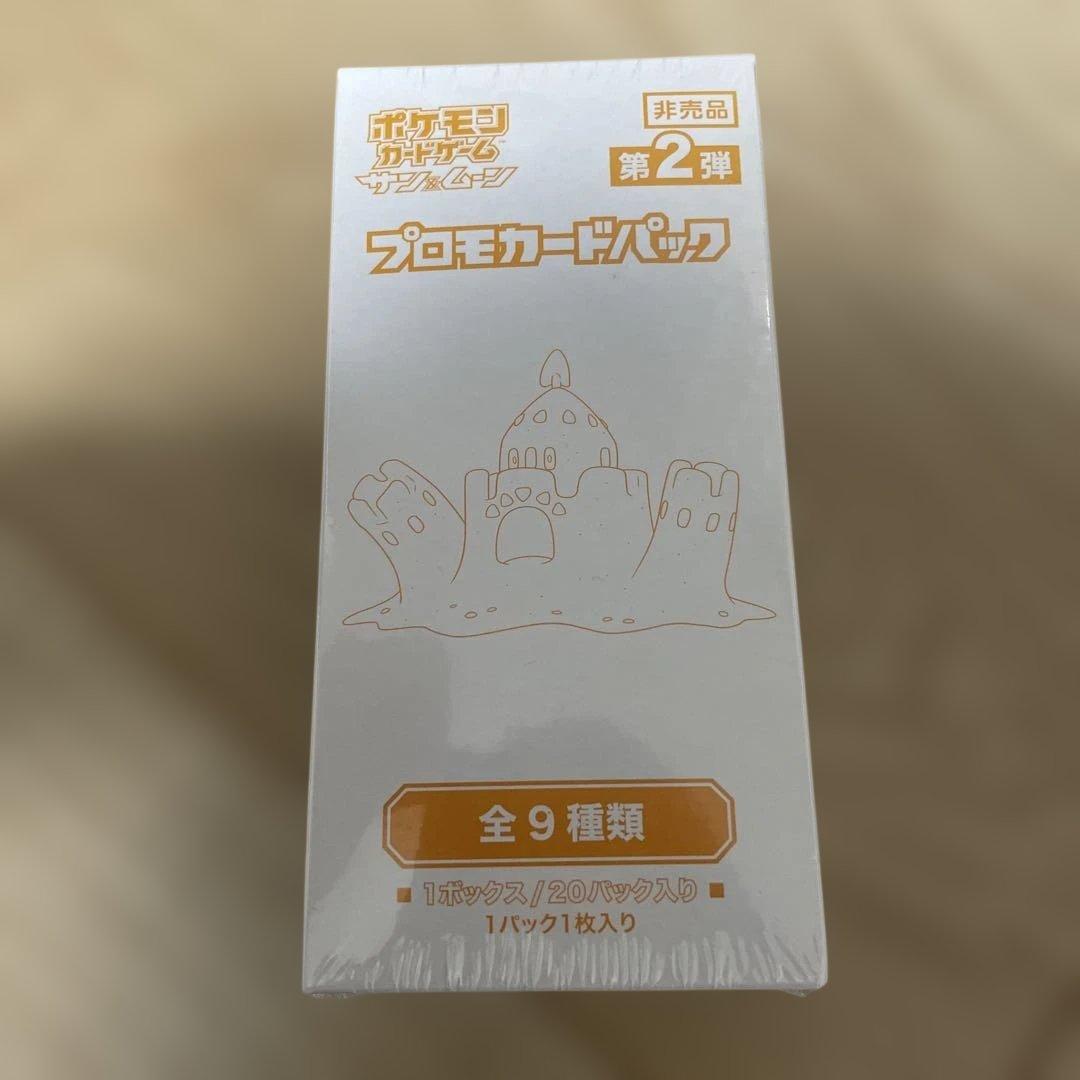 ポケモン
カードゲーム
サン&ムーン
非売品
第2弾
プロモカードパック
全9種類
■ 1ボックス/20パック入り ■
1パック1枚入り